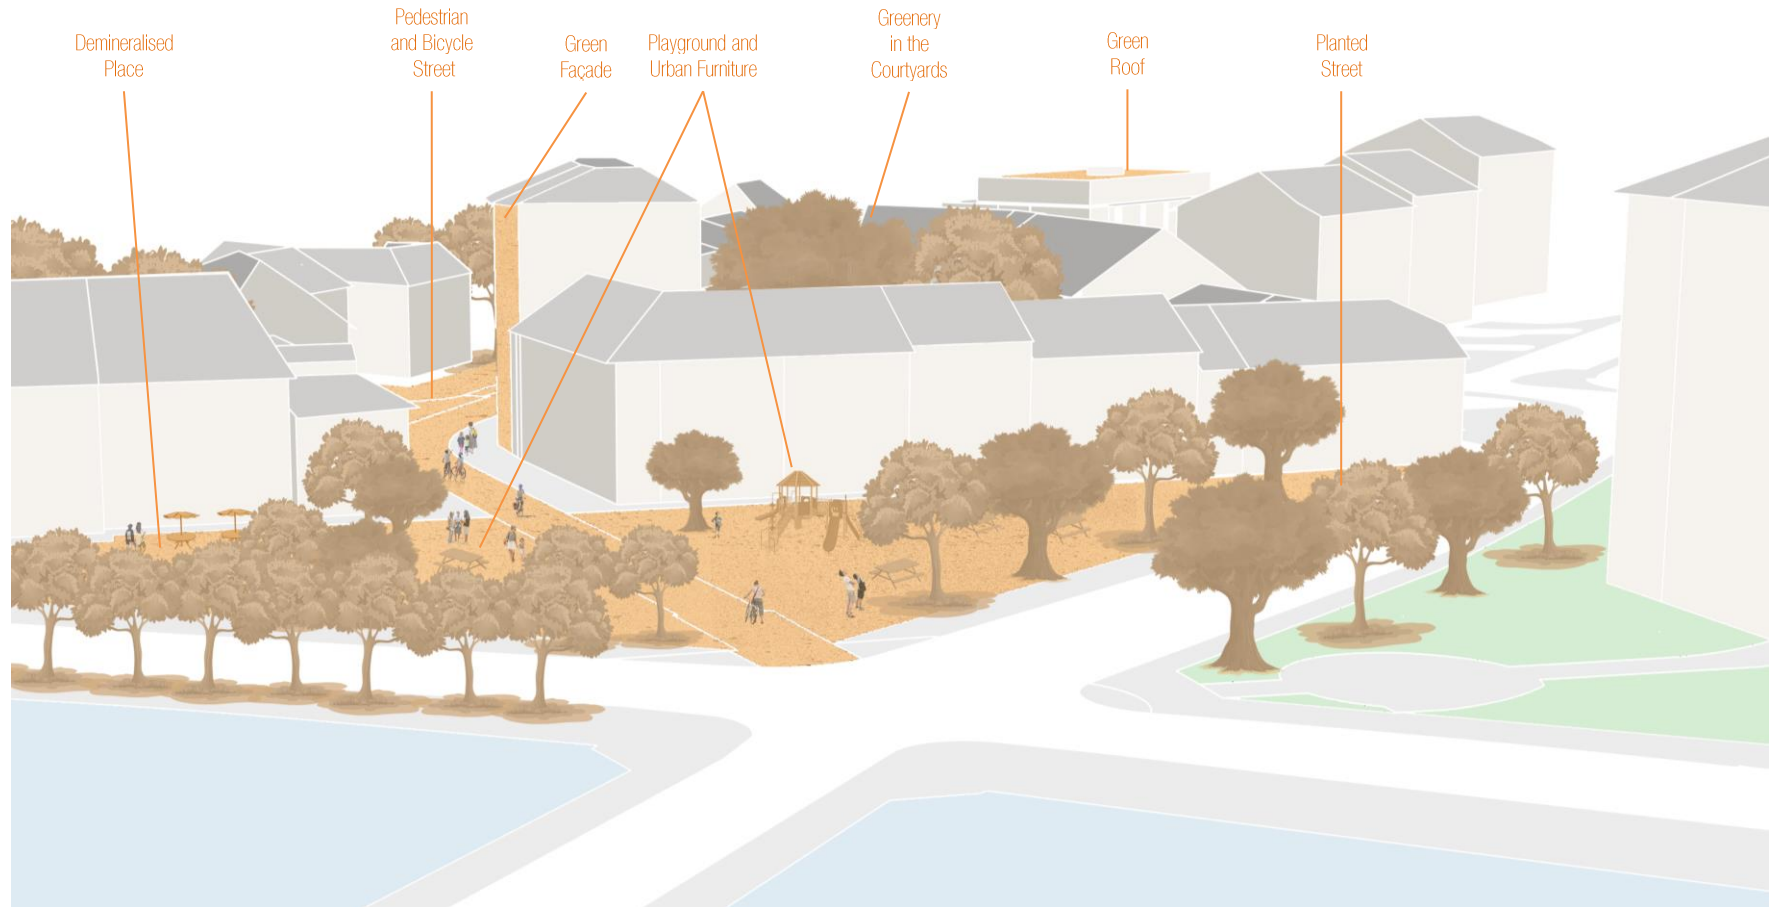 Demineralised
Place
Pedestrian
and Bicycle
Street
Green
Façade
Playground and
Urban Furniture
Greenery
in the
Courtyards
Green
Roof
Planted
Street